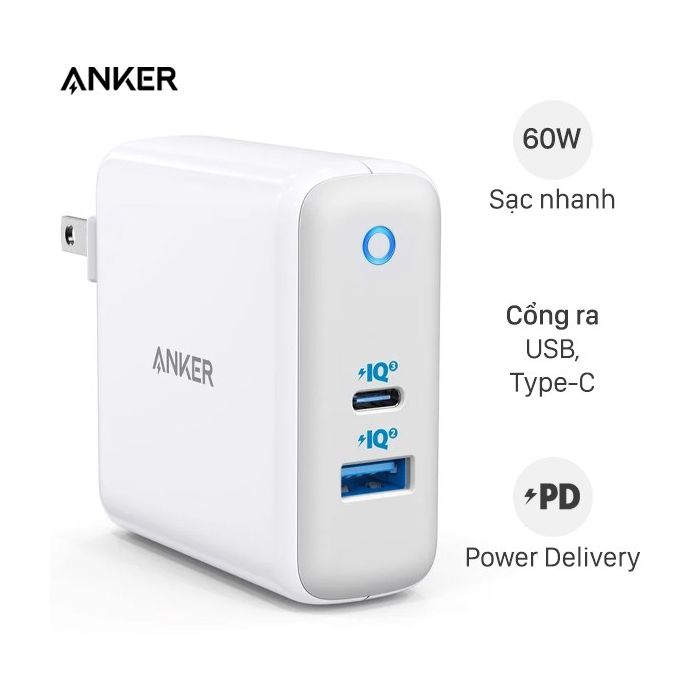 ANKER
60W
Sạc nhanh
Cổng ra
USB,
Type-C
PD
Power Delivery
ANKER
IQ3
IQ2